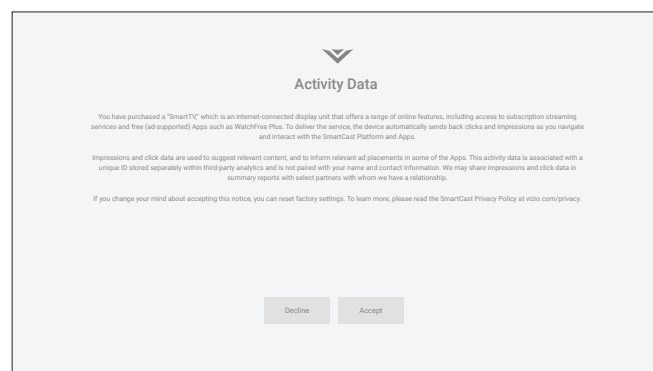 Activity Data
You have purchased a "SmartTV," which is an internet-connected display unit that offers a range of online features, including access to subscription streaming
services and free (ad-supported) Apps such as WatchFree Plus. To deliver the service, the device automatically sends back clicks and impressions as you navigate
and interact with the SmartCast Platform and Apps.
Impressions and click data are used to suggest relevant content, and to inform relevant ad placements in some of the Apps. This activity data is associated with a
unique ID stored separately within third-party analytics and is not paired with your name and contact information. We may share impressions and click data in
summary reports with select partners with whom we have a relationship.
If you change your mind about accepting this notice, you can reset factory settings. To learn more, please read the SmartCast Privacy Policy at vizio.com/privacy.
Decline Accept